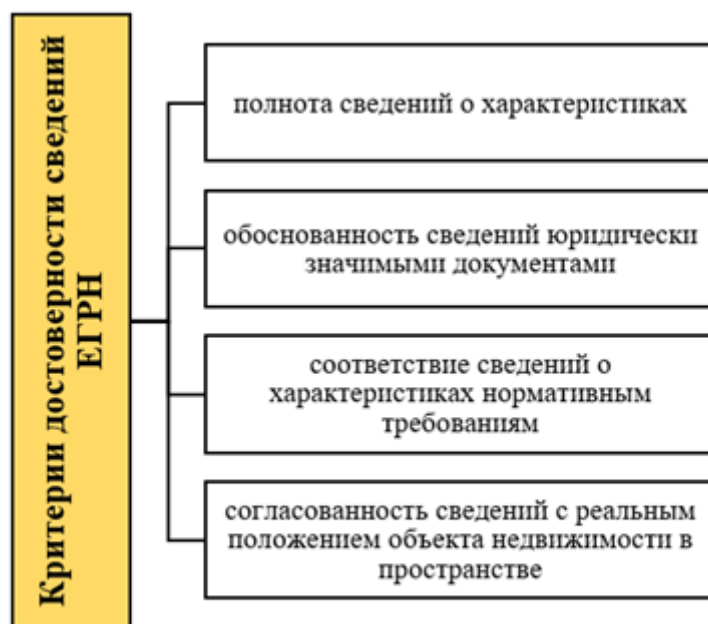 Критерии достоверности сведений
ЕГРН
полнота сведений о характеристиках
обоснованность сведений юридически
значимыми документами
соответствие сведений о
характеристиках нормативным
требованиям
согласованность сведений с реальным
положением объекта недвижимости в
пространстве